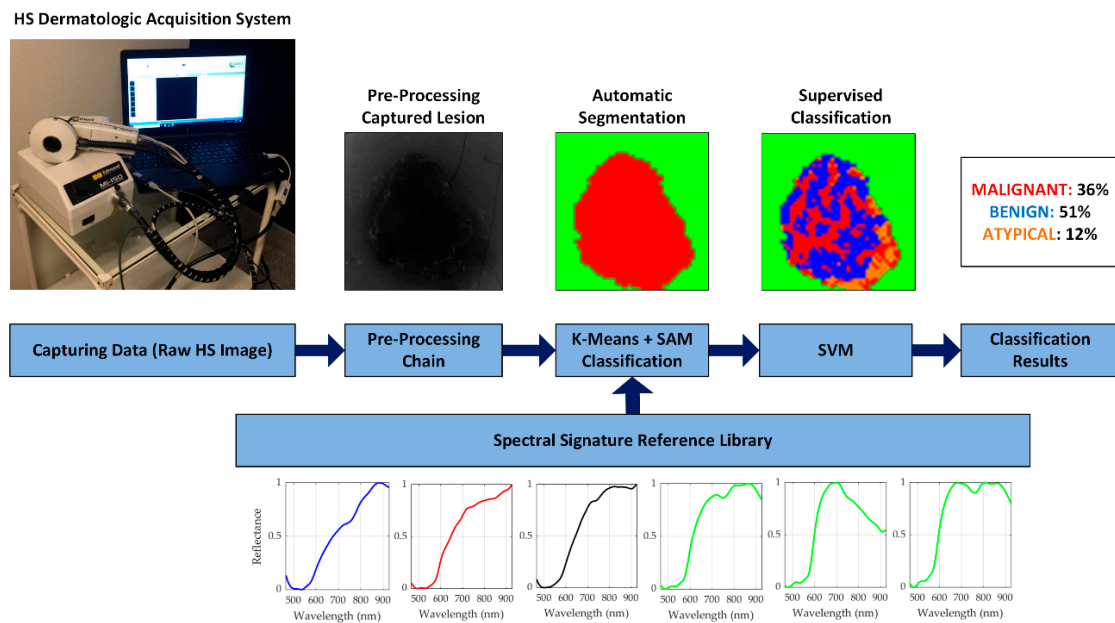 HS Dermatologic Acquisition System
Pre-Processing
Captured Lesion
Automatic
Segmentation
Supervised
Classification
MALIGNANT: 36%
BENIGN: 51%
ATYPICAL: 12%
Capturing Data (Raw HS Image)
Pre-Processing
Chain
K-Means + SAM
Classification
SVM
Classification
Results
Spectral Signature Reference Library
Reflectance
1
0.5
0
500 600 700 800 900
Wavelength (nm)
1
0.5
0
500 600 700 800 900
Wavelength (nm)
1
0.5
0
500 600 700 800 900
Wavelength (nm)
1
0.5
0
500 600 700 800 900
Wavelength (nm)
1
0.5
0
500 600 700 800 900
Wavelength (nm)
1
0.5
0
500 600 700 800 900
Wavelength (nm)